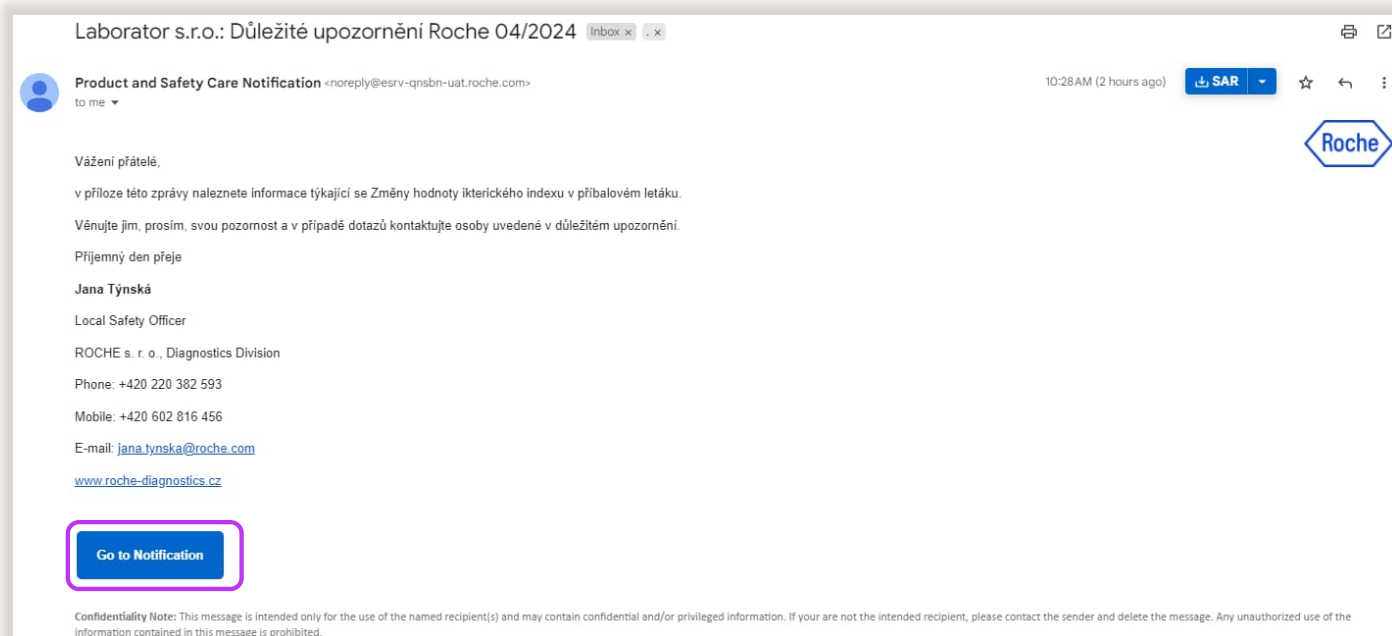 Laborator s.r.o.: Důležité upozornění Roche 04/2024 Inbox × . ×
Product and Safety Care Notification <noreply@esrv-qnsbn-uat.roche.com> 10:28 AM (2 hours ago) SAR
to me
Roche
Vážení přátelé,
v příloze této zprávy naleznete informace týkající se Změny hodnoty ikterického indexu v příbalovém letáku.
Věnujte jim, prosím, svou pozornost a v případě dotazů kontaktujte osoby uvedené v důležitém upozornění.
Příjemný den přeje
Jana Týnská
Local Safety Officer
ROCHE s. r. o., Diagnostics Division
Phone: +420 220 382 593
Mobile: +420 602 816 456
E-mail: jana.tynska@roche.com
www.roche-diagnostics.cz
Go to Notification
Confidentiality Note: This message is intended only for the use of the named recipient(s) and may contain confidential and/or privileged information. If your are not the intended recipient, please contact the sender and delete the message. Any unauthorized use of the
information contained in this message is prohibited.